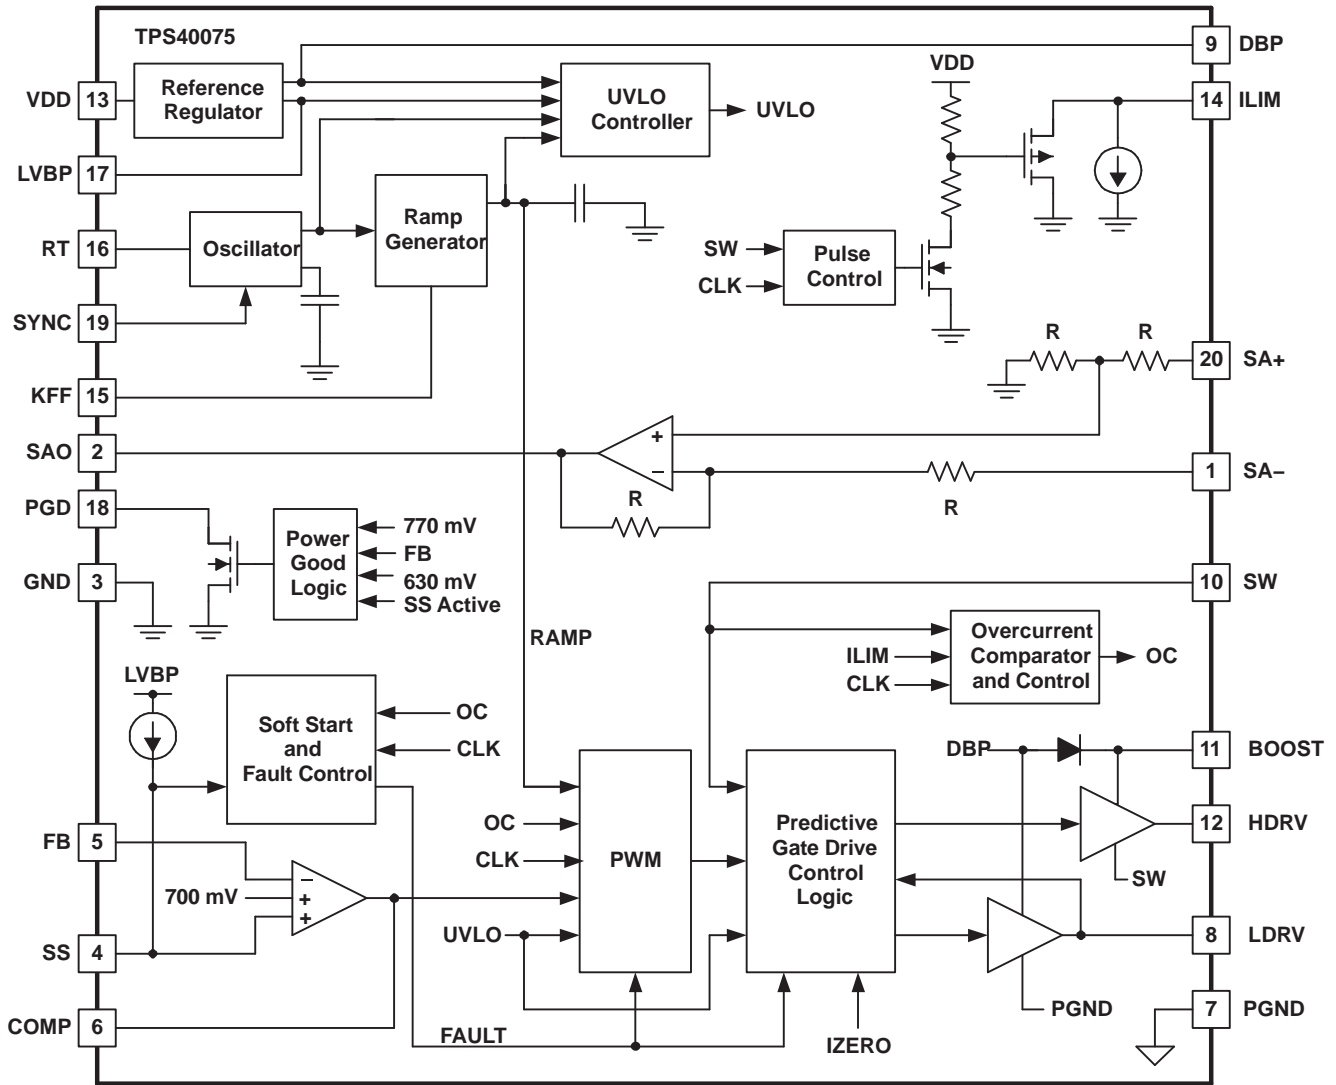 TPS40075
9 DBP
VDD
VDD 13
Reference
Regulator
UVLO
Controller
UVLO
14 ILIM
LVBP 17
RT 16
Oscillator
Ramp
Generator
SW
CLK
Pulse
Control
SYNC 19
R
R
20 SA+
KFF 15
SAO 2
+
−
R
R
1 SA−
PGD 18
Power
Good
Logic
770 mV
FB
630 mV
SS Active
GND 3
10 SW
RAMP
Overcurrent
Comparator
and Control
ILIM
CLK
OC
LVBP
Soft Start
and
Fault Control
OC
CLK
DBP
11 BOOST
FB 5
OC
CLK
PWM
Predictive
Gate Drive
Control
Logic
12 HDRV
SW
700 mV
−
+
+
SS 4
UVLO
8 LDRV
COMP 6
FAULT
IZERO
PGND
7 PGND